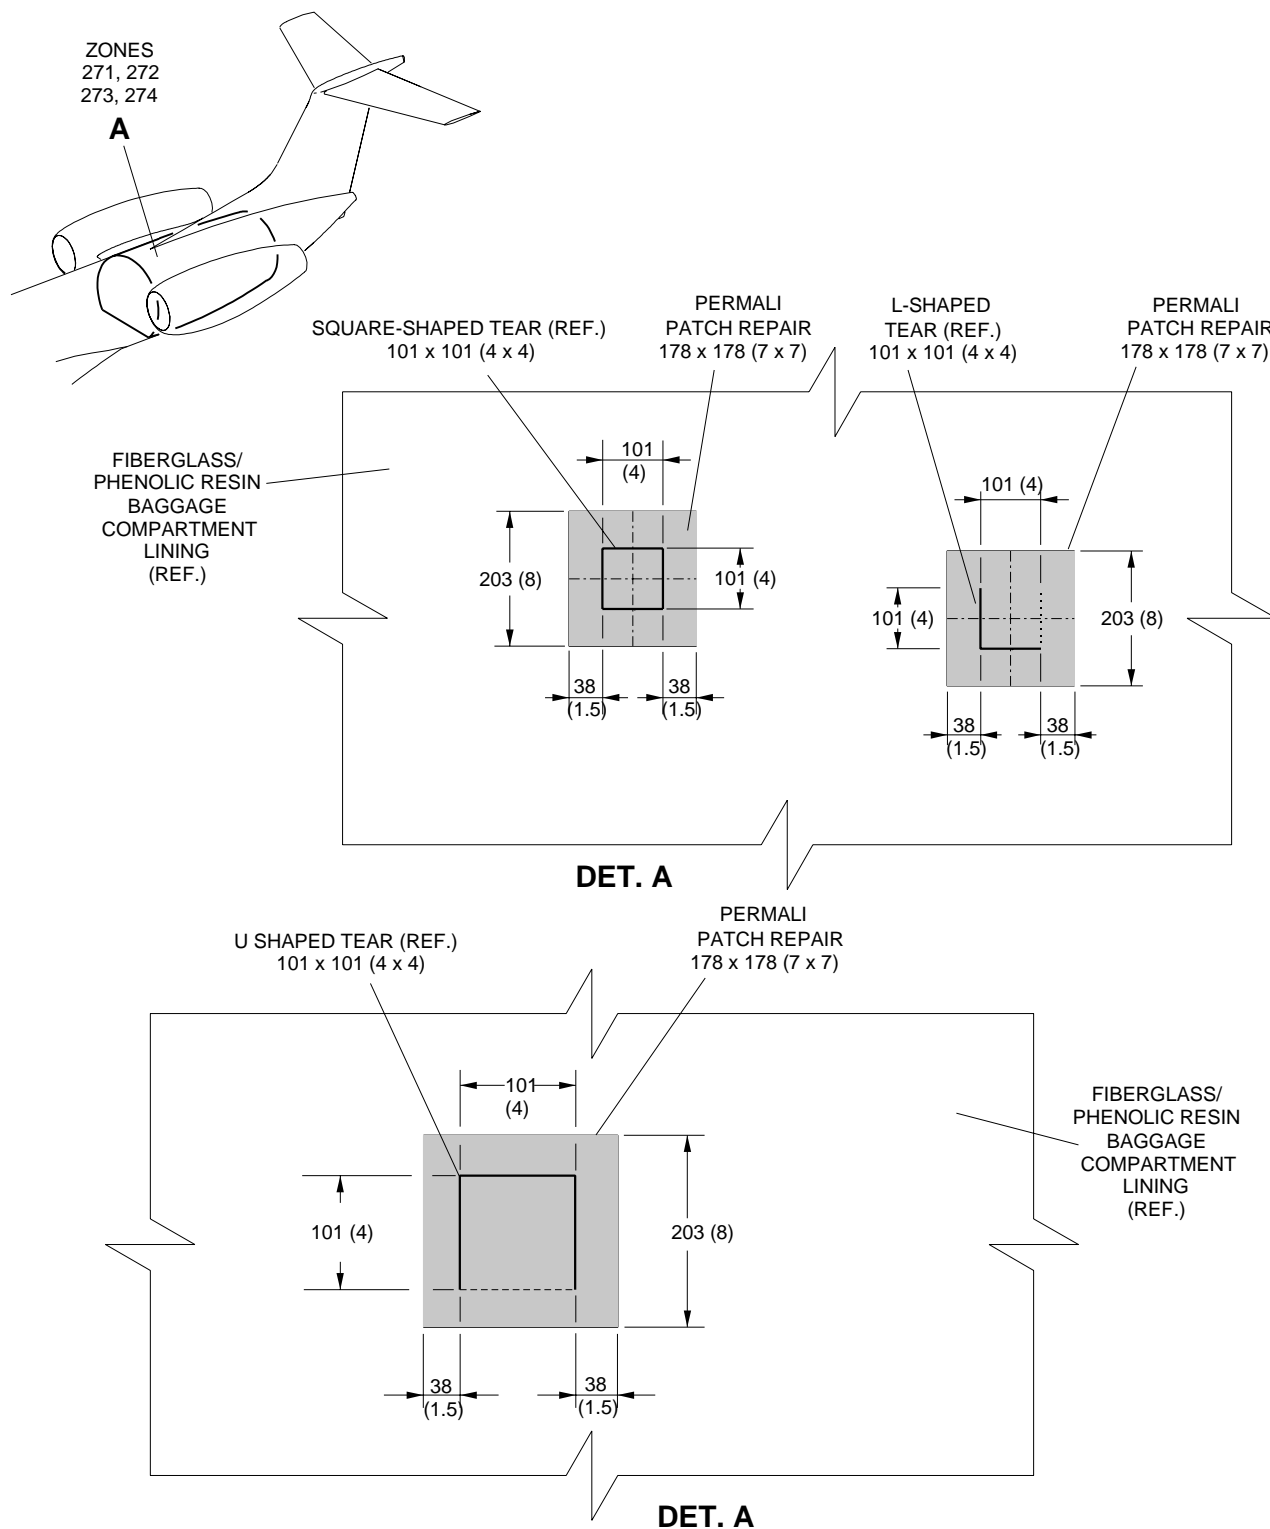 ZONES
271, 272
273, 274
A
SQUARE-SHAPED TEAR (REF.)
101 x 101 (4 x 4)
PERMALI
PATCH REPAIR
178 x 178 (7 x 7)
L-SHAPED
TEAR (REF.)
101 x 101 (4 x 4)
PERMALI
PATCH REPAIR
178 x 178 (7 x 7)
FIBERGLASS/
PHENOLIC RESIN
BAGGAGE
COMPARTMENT
LINING
(REF.)
101
(4)
203 (8)
101 (4)
38
(1.5)
38
(1.5)
101 (4)
101 (4)
203 (8)
38
(1.5)
38
(1.5)
DET. A
U SHAPED TEAR (REF.)
101 x 101 (4 x 4)
PERMALI
PATCH REPAIR
178 x 178 (7 x 7)
101
(4)
101 (4)
203 (8)
FIBERGLASS/
PHENOLIC RESIN
BAGGAGE
COMPARTMENT
LINING
(REF.)
38
(1.5)
38
(1.5)
DET. A